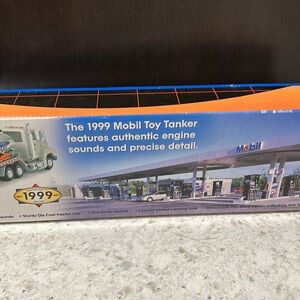 The 1999 Mobil Toy Tanker
features authentic engine
sounds and precise detail.
Mobil
1999
sounds • Sturdy Die Cast tractor cab